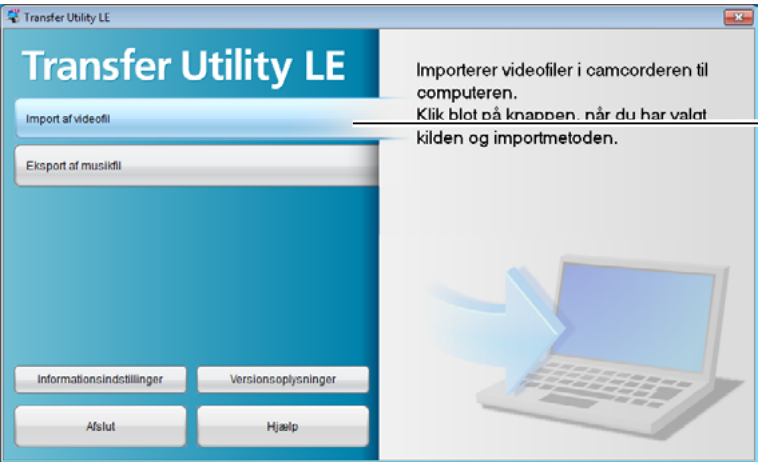 Transfer Utility LE
Transfer Utility LE
Import af videofil
Eksport af musikfil
Informationsindstillinger
Versionsoplysninger
Afslut
Hjælp
Importerer videofiler i camcorderen til
computeren.
Klik blot på knappen, når du har valgt
kilden og importmetoden.